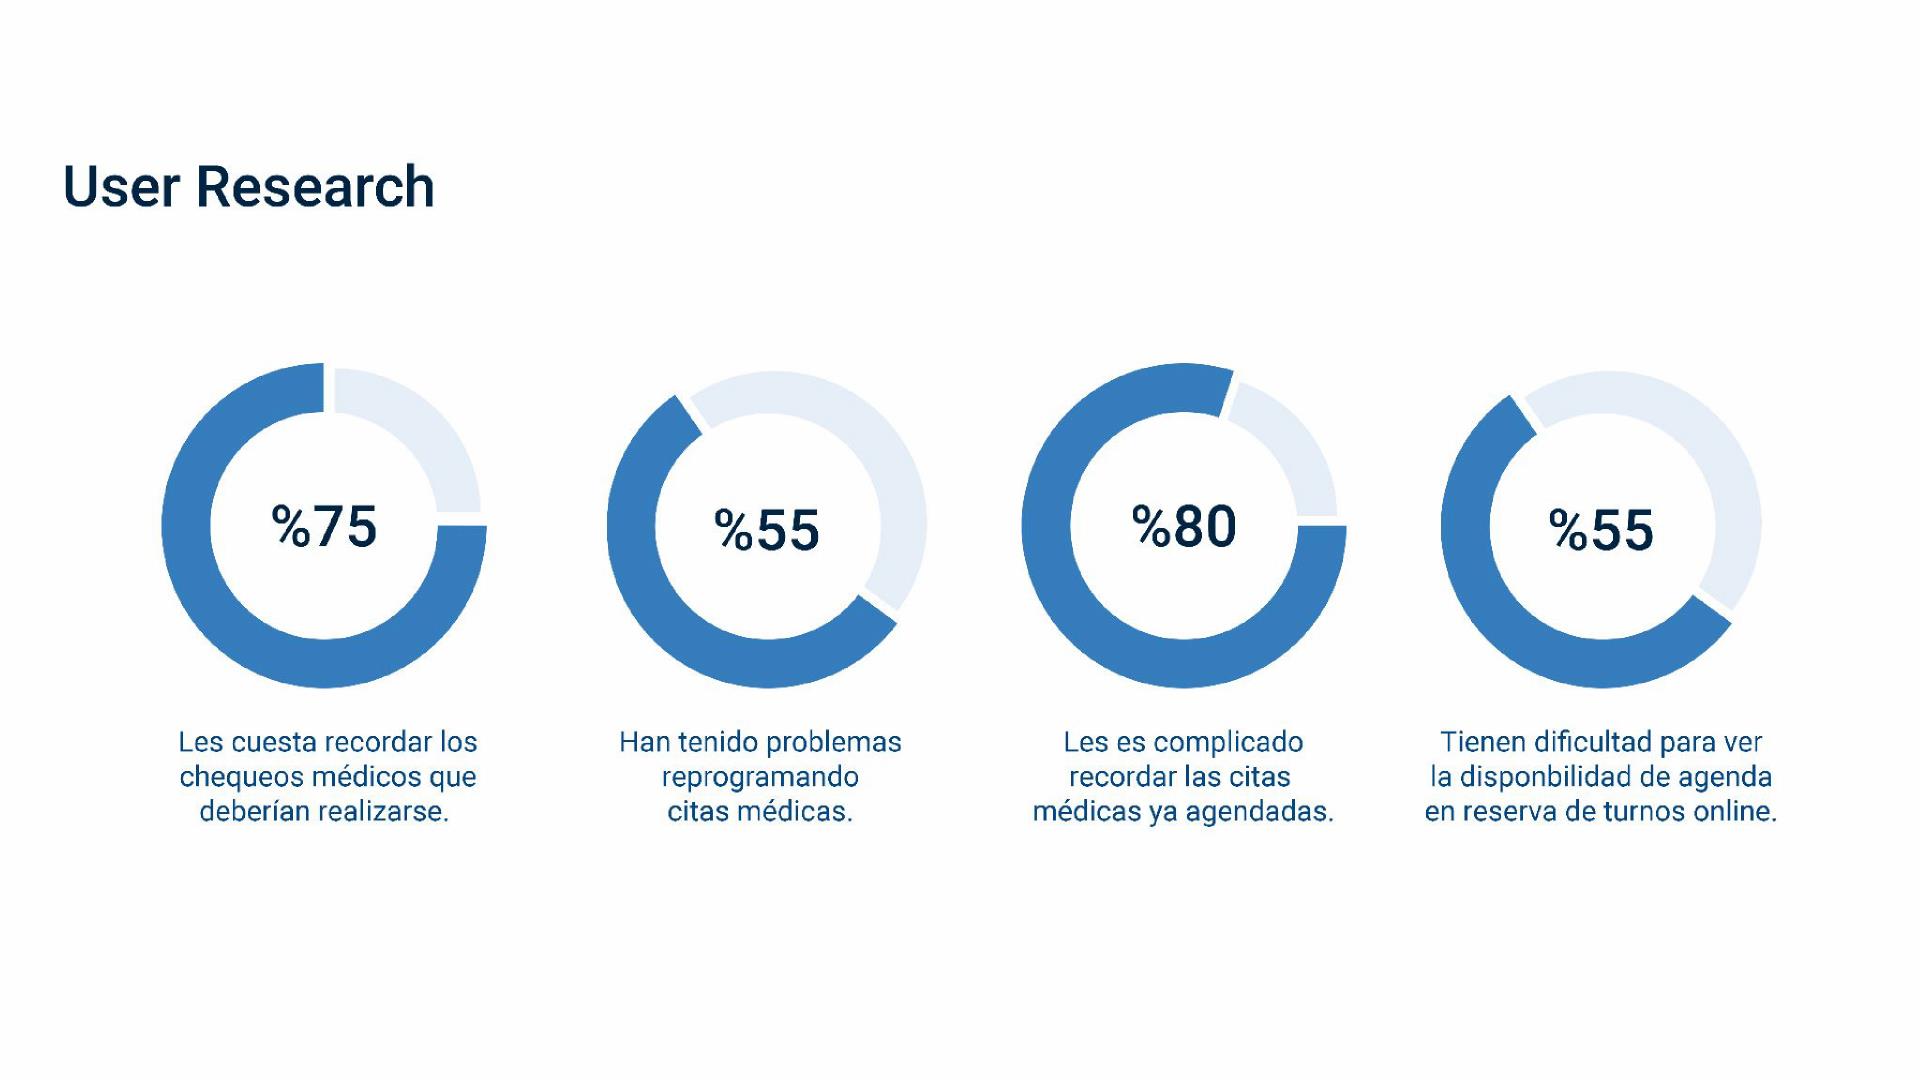 User Research
%75
%55
%80
%55
Les cuesta recordar los
chequeos médicos que
deberían realizarse.
Han tenido problemas
reprogramando
citas médicas.
Les es complicado
recordar las citas
médicas ya agendadas.
Tienen dificultad para ver
la disponbilidad de agenda
en reserva de turnos online.